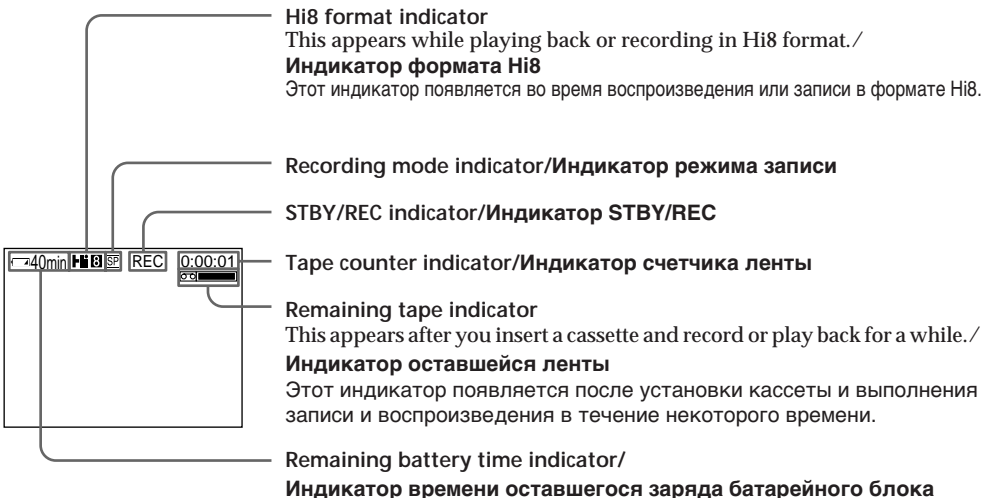 Hi8 format indicator
This appears while playing back or recording in Hi8 format./
Индикатор формата Hi8
Этот индикатор появляется во время воспроизведения или записи в формате Hi8.
Recording mode indicator/Индикатор режима записи
STBY/REC indicator/Индикатор STBY/REC
40min Hi8 SP REC 0:00:01
Tape counter indicator/Индикатор счетчика ленты
Remaining tape indicator
This appears after you insert a cassette and record or play back for a while./
Индикатор оставшейся ленты
Этот индикатор появляется после установки кассеты и выполнения
записи и воспроизведения в течение некоторого времени.
Remaining battery time indicator/
Индикатор времени оставшегося заряда батарейного блока